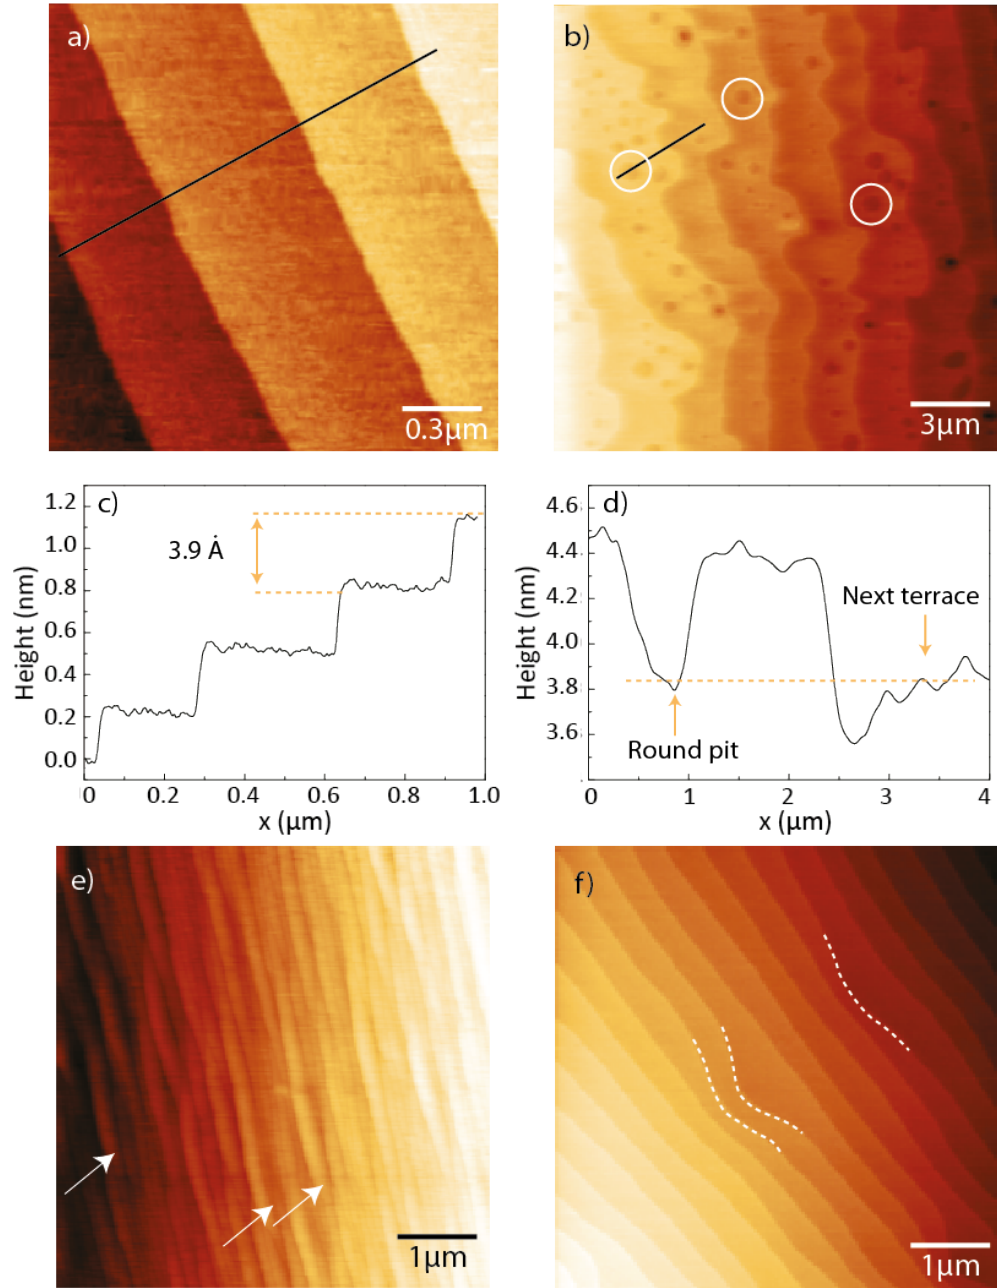 a)
0.3µm
b)
3µm
c)
1.2
1.0
0.8
0.6
0.4
0.2
0.0
Height (nm)
3.9 Å
0
0.2
0.4
0.6
0.8
1.0
x (µm)
d)
4.6
4.4
4.2
4.0
3.8
3.6
Height (nm)
Next terrace
Round pit
0
1
2
3
4
x (µm)
e)
1µm
f)
1µm